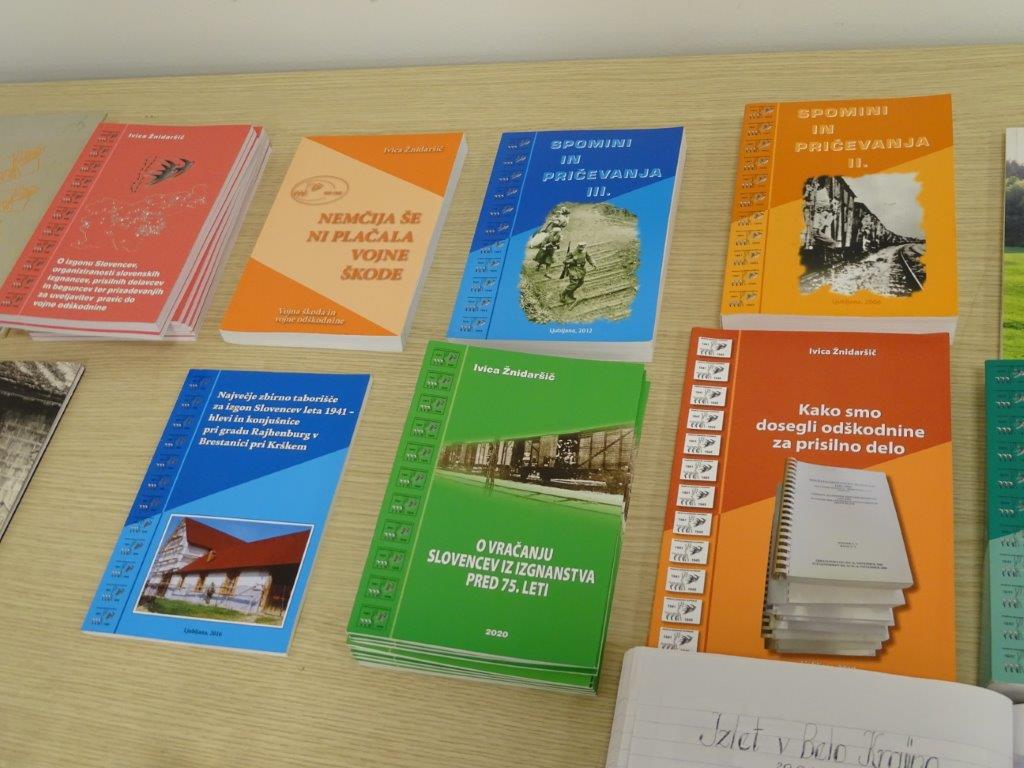 Ivica Žnidaršič
O izgonu Slovencev,
organiziranosti slovenskih
izgnancev, prisilnih delavcev
in beguncev ter prizadevanjih
za uveljavitev pravic do
vojne odškodnine
Ivica Žnidaršič
NEMČIJA ŠE
NI PLAČALA
VOJNE
ŠKODE
Vojna škoda in
vojne odškodnine
SPOMINI
IN
PRIČEVANJA
III.
Ljubljana, 2012
SPOMINI
IN
PRIČEVANJA
II.
Ljubljana, 2006
Največje zbirno taborišče
za izgon Slovencev leta 1941 –
hlevi in konjušnice
pri gradu Rajhenburg v
Brestanici pri Krškem
Ljubljana, 2016
Ivica Žnidaršič
O VRAČANJU
SLOVENCEV IZ IZGNANSTVA
PRED 75. LETI
2020
Ivica Žnidaršič
Kako smo
dosegli odškodnine
za prisilno delo
Izlet v Belo Krajino